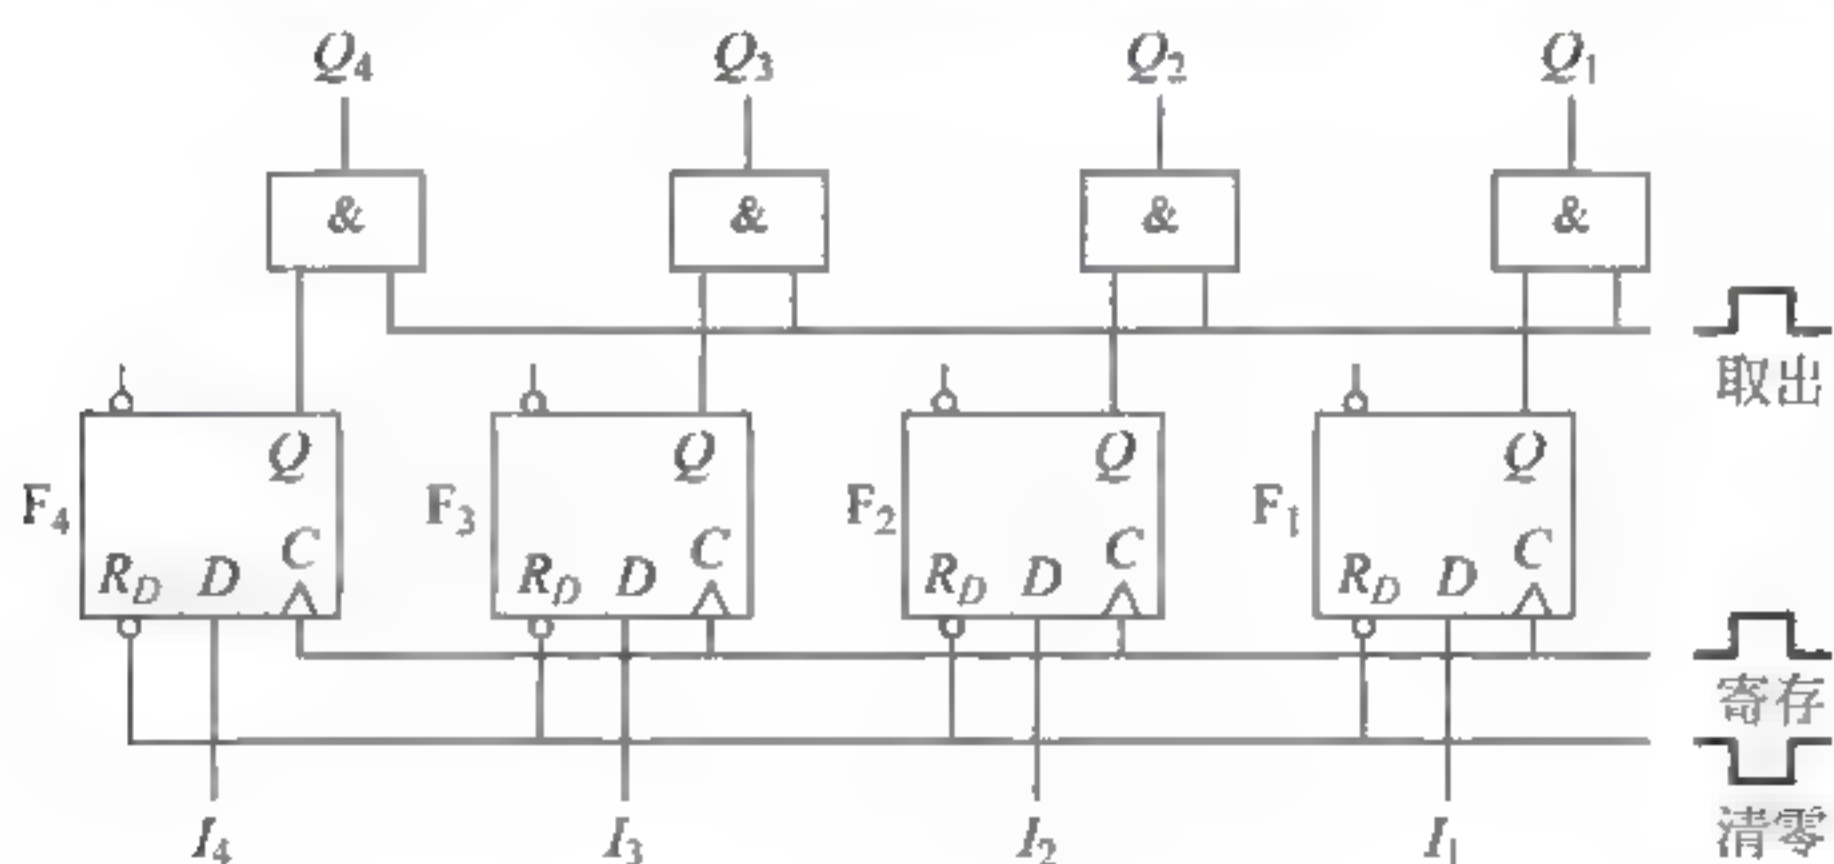 Q4 Q3 Q2 Q1
& & & &
取出
Q Q Q Q
F4 F3 F2 F1
C C C C
RD D RD D RD D RD D
寄存
清零
I4 I3 I2 I1